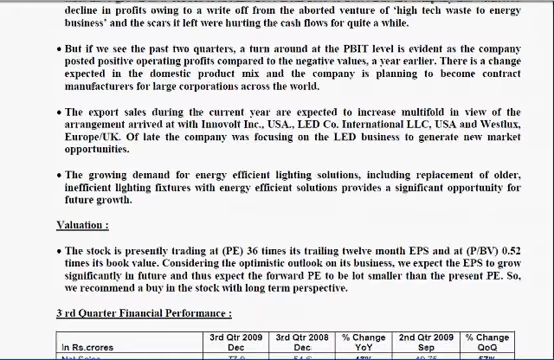 decline in profits owing to a write off from the aborted venture of ‘high tech waste to energy
business’ and the scars it left were hurting the cash flows for quite a while.
• But if we see the past two quarters, a turn around at the PBIT level is evident as the company
posted positive operating profits compared to the negative values, a year earlier. There is a change
expected in the domestic product mix and the company is planning to become contract
manufacturers for large corporations across the world.
• The export sales during the current year are expected to increase multifold in view of the
arrangement arrived at with Innovolt Inc., USA., LED Co. International LLC, USA and Westlux,
Europe/UK. Of late the company was focusing on the LED business to generate new market
opportunities.
• The growing demand for energy efficient lighting solutions, including replacement of older,
inefficient lighting fixtures with energy efficient solutions provides a significant opportunity for
future growth.
Valuation :
• The stock is presently trading at (PE) 36 times its trailing twelve month EPS and at (P/BV) 0.52
times its book value. Considering the optimistic outlook on its business, we expect the EPS to grow
significantly in future and thus expect the forward PE to be lot smaller than the present PE. So,
we recommend a buy in the stock with long term perspective.
3 rd Quarter Financial Performance :
In Rs.crores 3rd Qtr 2009 Dec 3rd Qtr 2008 Dec % Change YoY 2nd Qtr 2009 Sep % Change QoQ
Net Sales